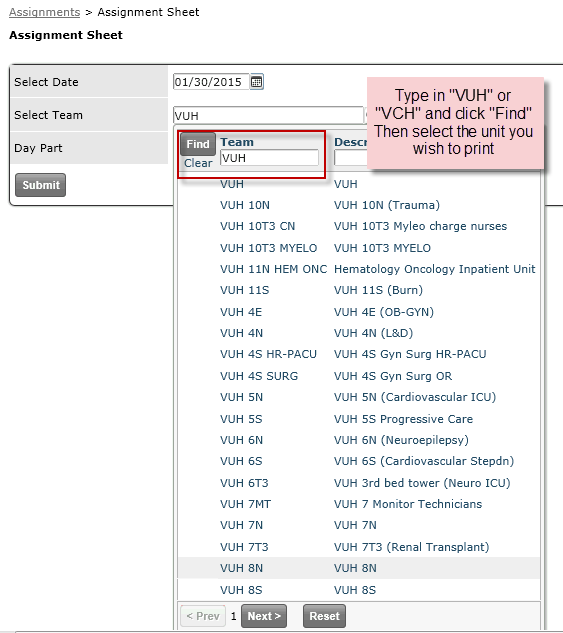 Assignments > Assignment Sheet
Assignment Sheet
Select Date 01/30/2015
Select Team VUH
Day Part
Submit
Type in "VUH" or
"VCH" and click "Find"
Then select the unit you
wish to print
Find Team Descr
Clear VUH
VUH VUH
VUH 10N VUH 10N (Trauma)
VUH 10T3 CN VUH 10T3 Myleo charge nurses
VUH 10T3 MYELO VUH 10T3 MYELO
VUH 11N HEM ONC Hematology Oncology Inpatient Unit
VUH 11S VUH 11S (Burn)
VUH 4E VUH 4E (OB-GYN)
VUH 4N VUH 4N (L&D)
VUH 4S HR-PACU VUH 4S Gyn Surg HR-PACU
VUH 4S SURG VUH 4S Gyn Surg OR
VUH 5N VUH 5N (Cardiovascular ICU)
VUH 5S VUH 5S Progressive Care
VUH 6N VUH 6N (Neuroepilepsy)
VUH 6S VUH 6S (Cardiovascular Stepdn)
VUH 6T3 VUH 3rd bed tower (Neuro ICU)
VUH 7MT VUH 7 Monitor Technicians
VUH 7N VUH 7N
VUH 7T3 VUH 7T3 (Renal Transplant)
VUH 8N VUH 8N
VUH 8S VUH 8S
< Prev 1 Next > Reset